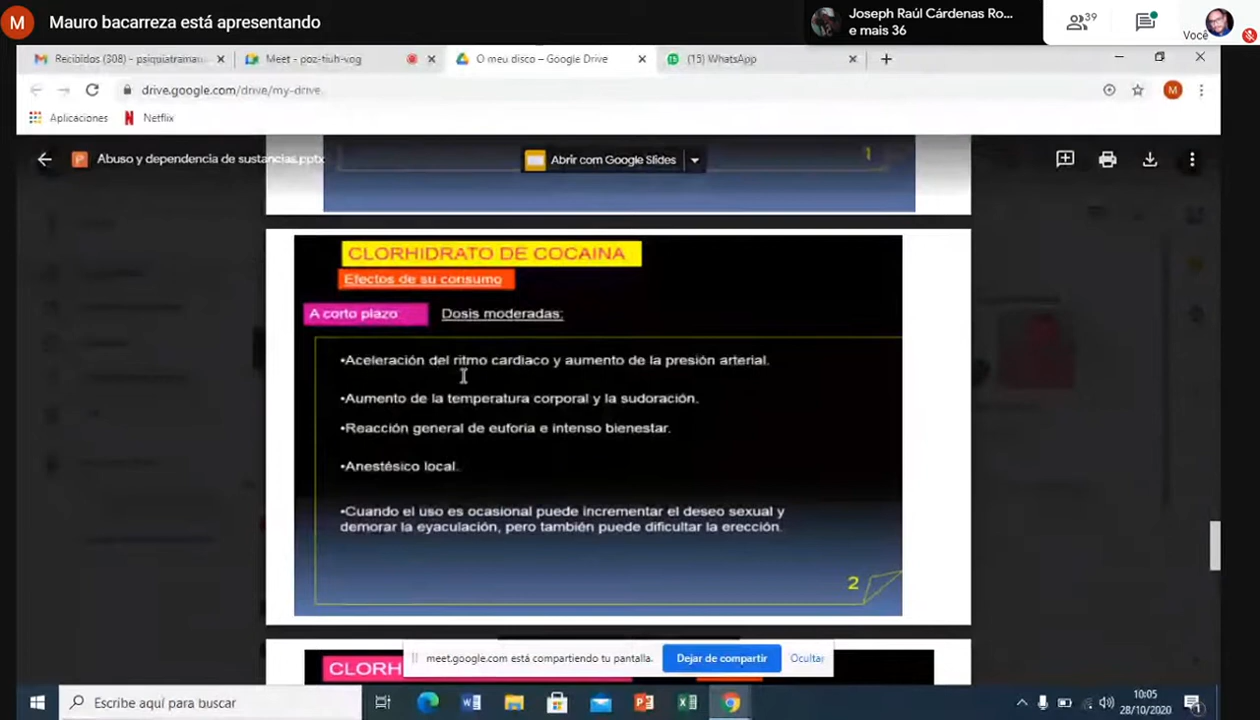 M Mauro bacarreza está apresentando
Joseph Raúl Cárdenas Ro...
e mais 36
39
Você
Recibidos (308) - psiquiatramau
Meet - poz-tiuh-vog
O meu disco – Google Drive
(15) WhatsApp
drive.google.com/drive/my-drive
M
Aplicaciones
Netflix
P Abuso y dependencia de sustancias.pptx
Abrir com Google Slides
1
CLORHIDRATO DE COCAINA
Efectos de su consumo
A corto plazo:
Dosis moderadas:
•Aceleración del ritmo cardiaco y aumento de la presión arterial.
•Aumento de la temperatura corporal y la sudoración.
•Reacción general de euforia e intenso bienestar.
•Anestésico local.
•Cuando el uso es ocasional puede incrementar el deseo sexual y
demorar la eyaculación, pero también puede dificultar la erección.
2
meet.google.com está compartiendo tu pantalla.
Dejar de compartir
Ocultar
Escribe aquí para buscar
10:05
28/10/2020
1